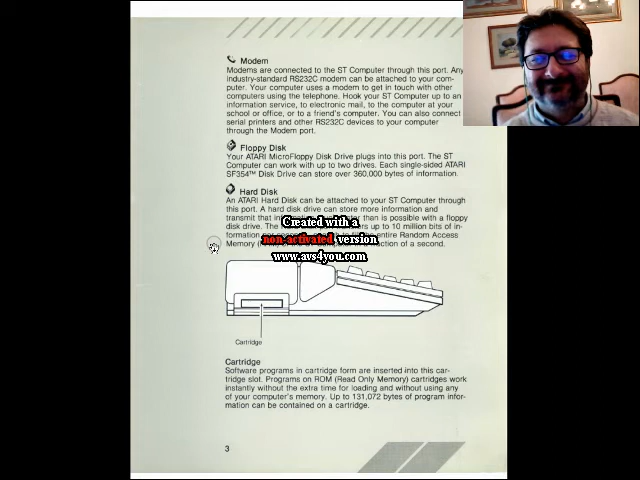 Modem
Modems are connected to the ST Computer through this port. Any
industry-standard RS232C modem can be attached to your com-
puter. Your computer uses a modem to get in touch with other
computers using the telephone. Hook your ST Computer up to an
information service, to electronic mail, to the computer at your
school or office, or to a friend's computer. You can also connect
serial printers and other RS232C devices to your computer
through the Modem port.
Floppy Disk
Your ATARI MicroFloppy Disk Drive plugs into this port. The ST
Computer can work with up to two drives. Each single-sided ATARI
SF354™ Disk Drive can store over 360,000 bytes of information.
Hard Disk
An ATARI Hard Disk can be attached to your ST Computer through
this port. A hard disk drive can store more information and
transmit that than is possible with a floppy
disk drive. The up to 10 million bits of in-
formation entire Random Access
Memory action of a second.
Created with a
non-activated version
www.avs4you.com
Cartridge
Cartridge
Software programs in cartridge form are inserted into this car-
tridge slot. Programs on ROM (Read Only Memory) cartridges work
instantly without the extra time for loading and without using any
of your computer's memory. Up to 131,072 bytes of program infor-
mation can be contained on a cartridge.
3